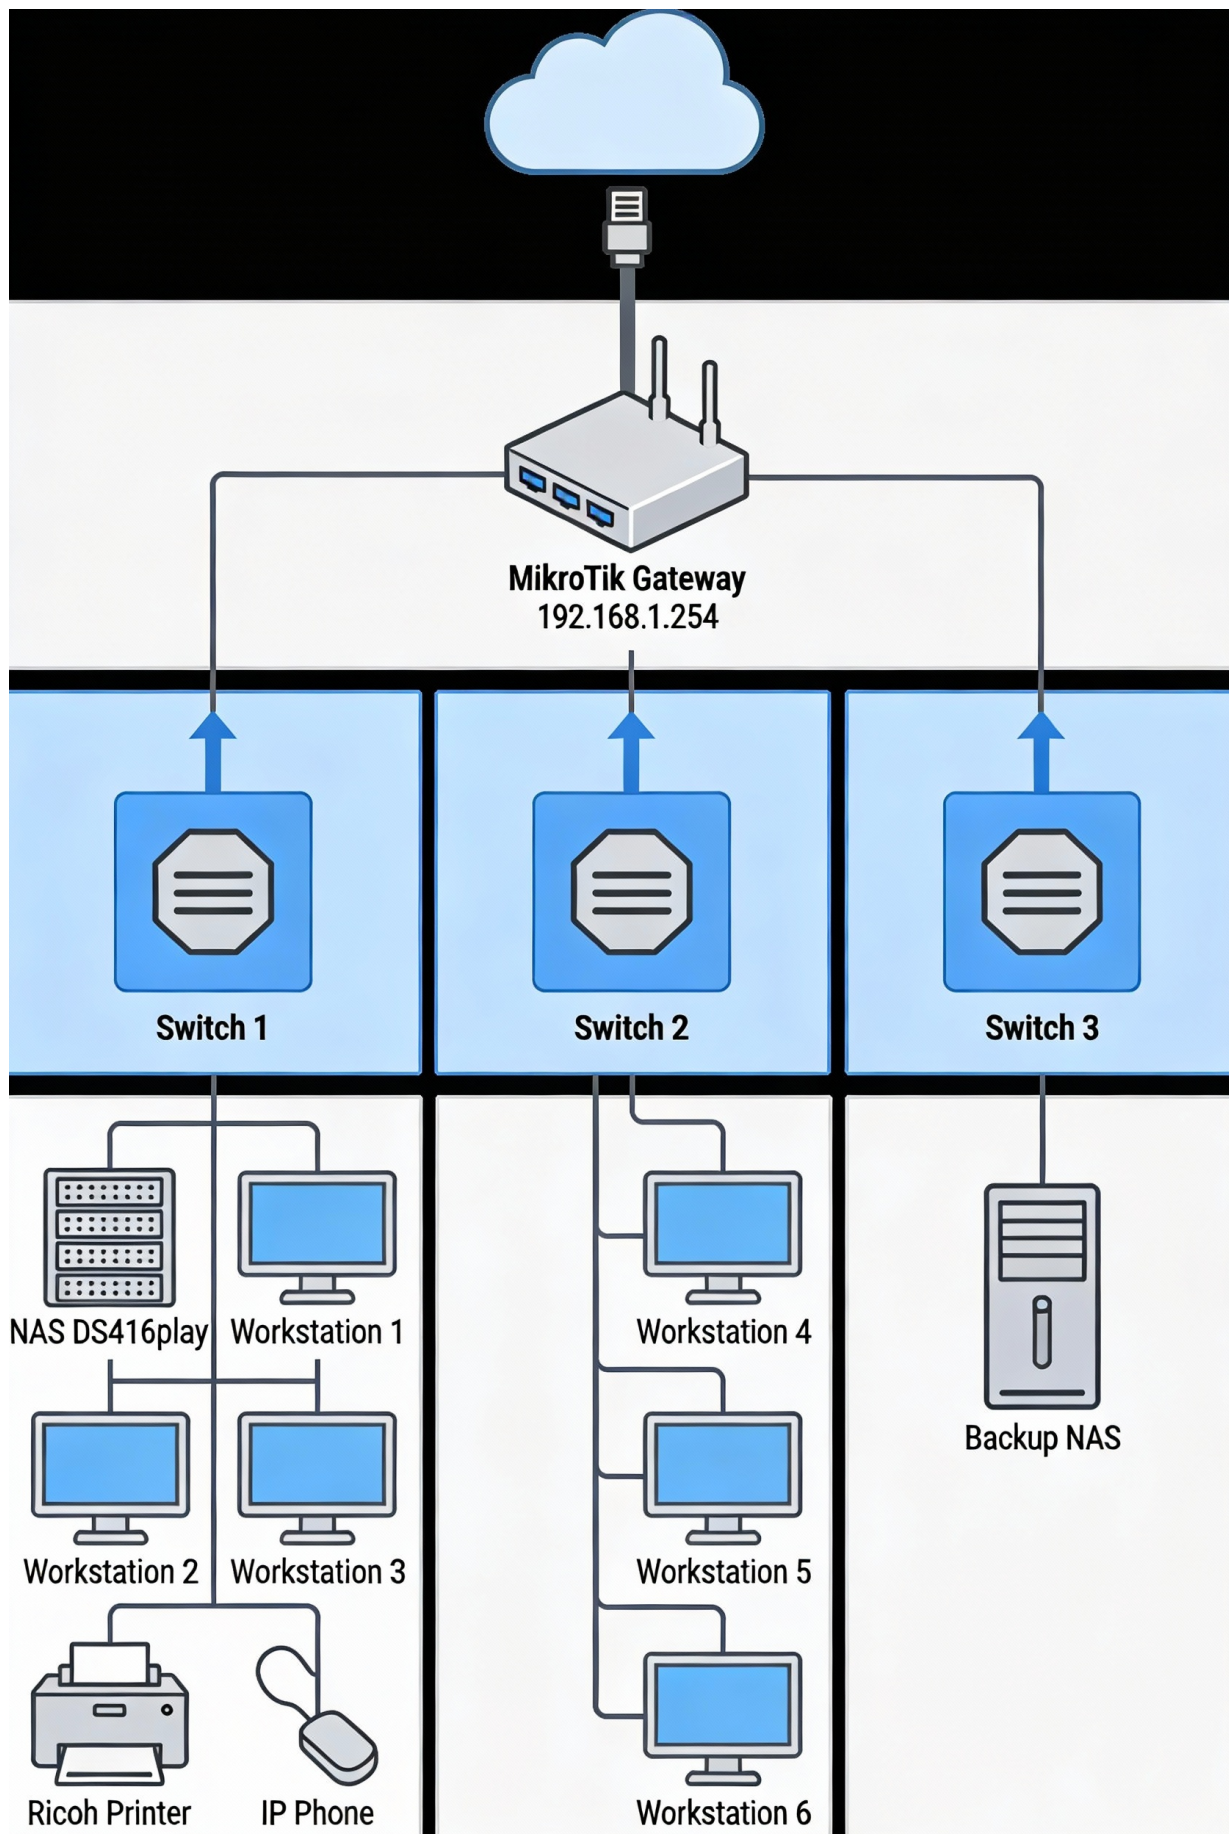 MikroTik Gateway
192.168.1.254
Switch 1
Switch 2
Switch 3
NAS DS416play
Workstation 1
Workstation 2
Workstation 3
Ricoh Printer
IP Phone
Workstation 4
Workstation 5
Workstation 6
Backup NAS